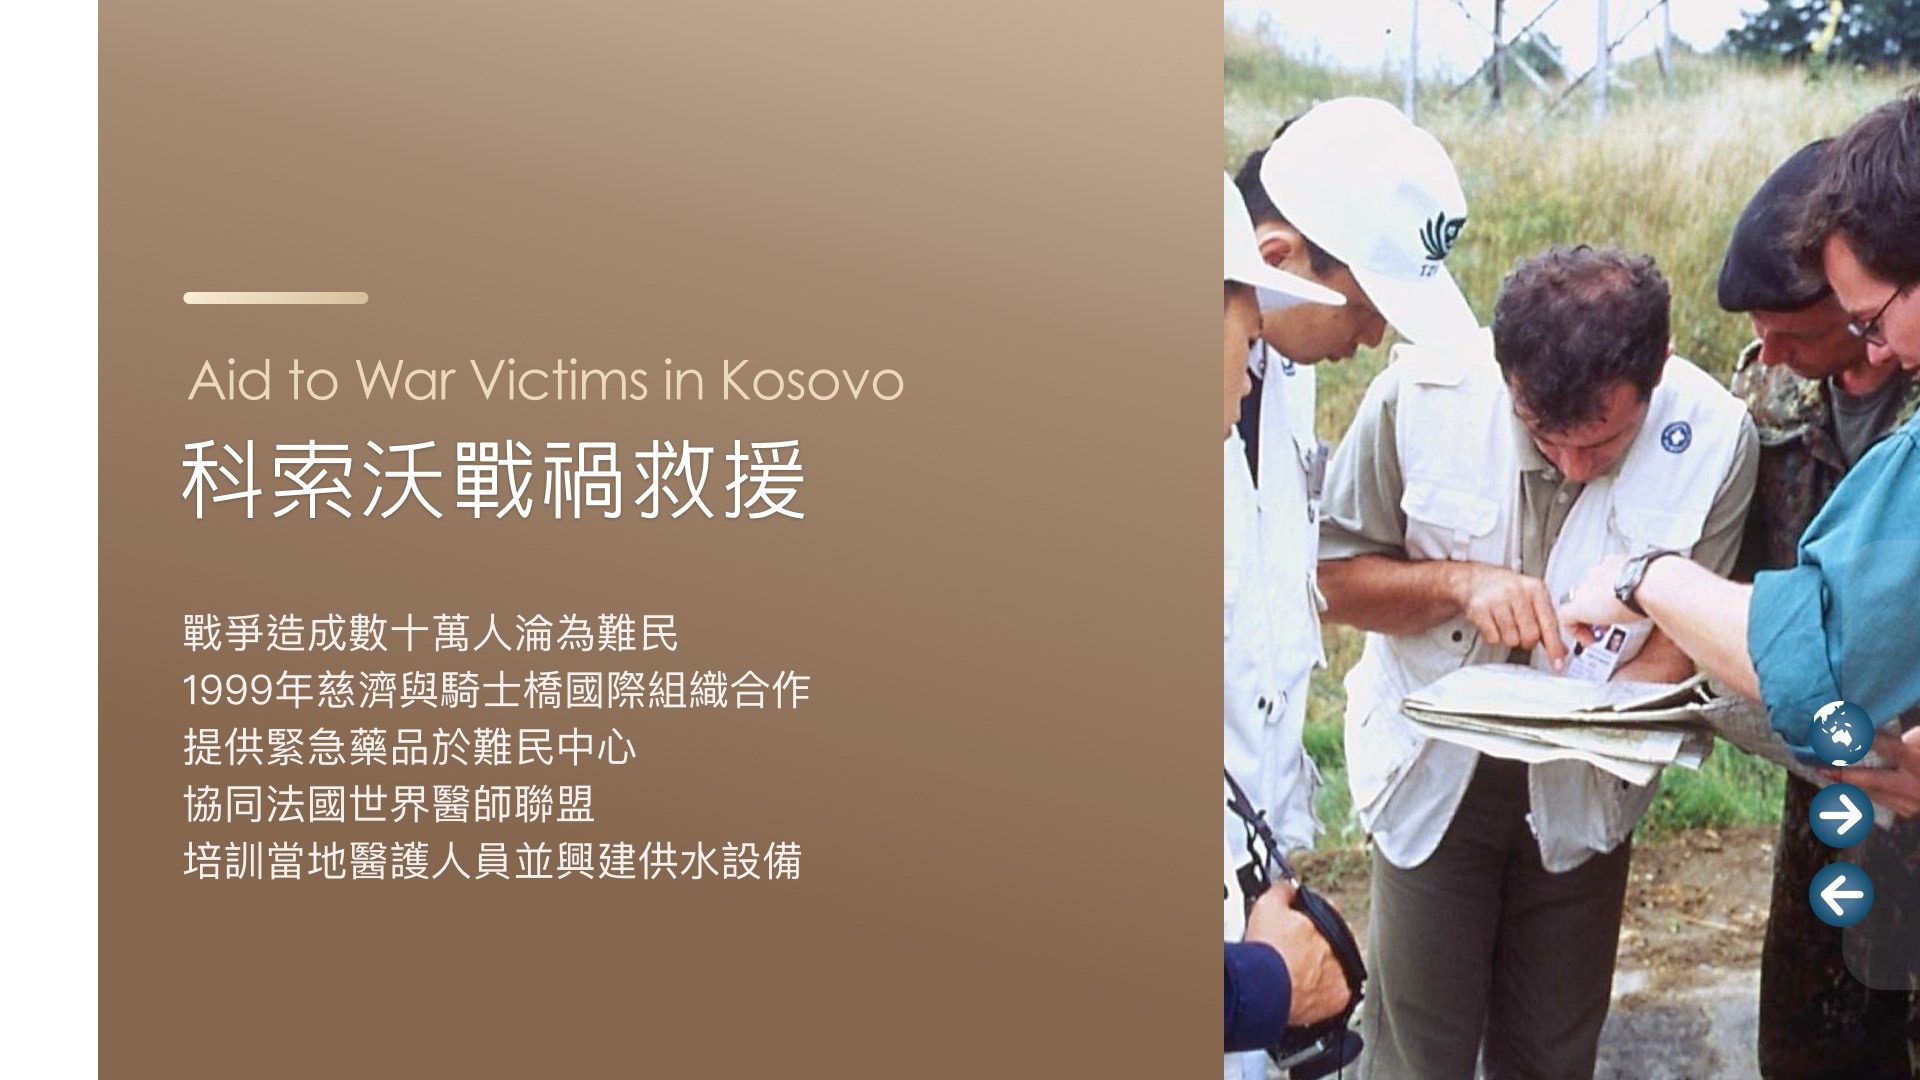 Aid to War Victims in Kosovo
科索沃戰禍救援
戰爭造成數十萬人淪為難民
1999年慈濟與騎士橋國際組織合作
提供緊急藥品於難民中心
協同法國世界醫師聯盟
培訓當地醫護人員並興建供水設備